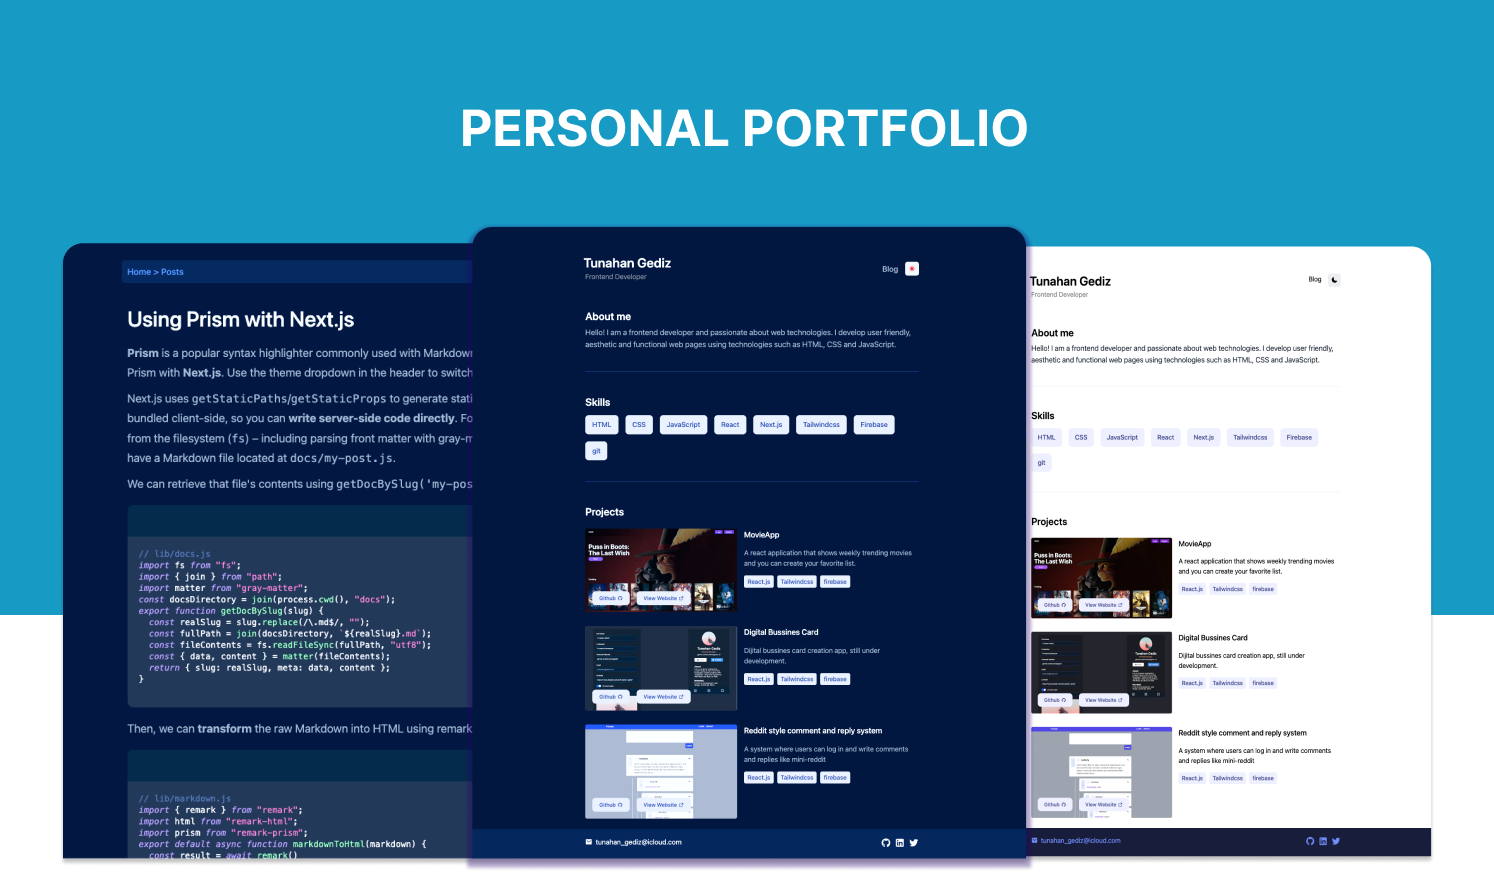 PERSONAL PORTFOLIO
Home > Posts
Using Prism with Next.js
Prism is a popular syntax highlighter commonly used with Markdown
Prism with Next.js. Use the theme dropdown in the header to switch
Next.js uses getStaticPaths/getStaticProps to generate stati
bundled client-side, so you can write server-side code directly. Fo
from the filesystem (fs) – including parsing front matter with gray-m
have a Markdown file located at docs/my-post.js.
We can retrieve that file's contents using getDocBySlug('my-pos
// lib/docs.js
import fs from "fs";
import { join } from "path";
import matter from "gray-matter";
const docsDirectory = join(process.cwd(), "docs");
export function getDocBySlug(slug) {
const realSlug = slug.replace(/\.md$/, "");
const fullPath = join(docsDirectory, `${realSlug}.md`);
const fileContents = fs.readFileSync(fullPath, "utf8");
const { data, content } = matter(fileContents);
return { slug: realSlug, meta: data, content };
}
Then, we can transform the raw Markdown into HTML using remark
// lib/markdown.js
import { remark } from "remark";
import html from "remark-html";
import prism from "remark-prism";
export default async function markdownToHtml(markdown) {
const result = await remark()
Tunahan Gediz
Frontend Developer
Blog
About me
Hello! I am a frontend developer and passionate about web technologies. I develop user friendly,
aesthetic and functional web pages using technologies such as HTML, CSS and JavaScript.
Skills
HTML CSS JavaScript React Next.js Tailwindcss Firebase
git
Projects
Puss in Boots:
The Last Wish
Github View Website
MovieApp
A react application that shows weekly trending movies
and you can create your favorite list.
React.js Tailwindcss firebase
Tunahan Gediz
Github View Website
Digital Bussines Card
Dijital bussines card creation app, still under
development.
React.js Tailwindcss firebase
Github View Website
Reddit style comment and reply system
A system where users can log in and write comments
and replies like mini-reddit
React.js Tailwindcss firebase
tunahan_gediz@icloud.com
Tunahan Gediz
Frontend Developer
Blog
About me
Hello! I am a frontend developer and passionate about web technologies. I develop user friendly,
aesthetic and functional web pages using technologies such as HTML, CSS and JavaScript.
Skills
HTML CSS JavaScript React Next.js Tailwindcss Firebase
git
Projects
Puss in Boots:
The Last Wish
Github View Website
MovieApp
A react application that shows weekly trending movies
and you can create your favorite list.
React.js Tailwindcss firebase
Tunahan Gediz
Github View Website
Digital Bussines Card
Dijital bussines card creation app, still under
development.
React.js Tailwindcss firebase
Github View Website
Reddit style comment and reply system
A system where users can log in and write comments
and replies like mini-reddit
React.js Tailwindcss firebase
tunahan_gediz@icloud.com